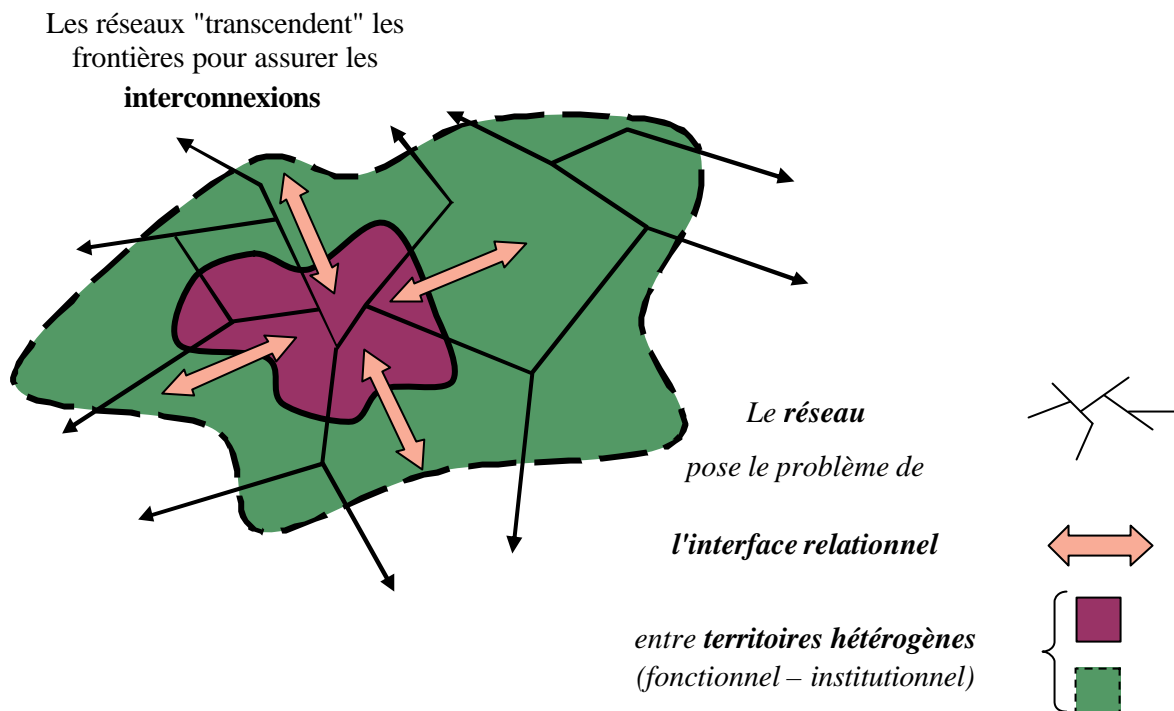 Les réseaux "transcendent" les
frontières pour assurer les
interconnexions
Le réseau
pose le problème de
l'interface relationnel
entre territoires hétérogènes
(fonctionnel – institutionnel)